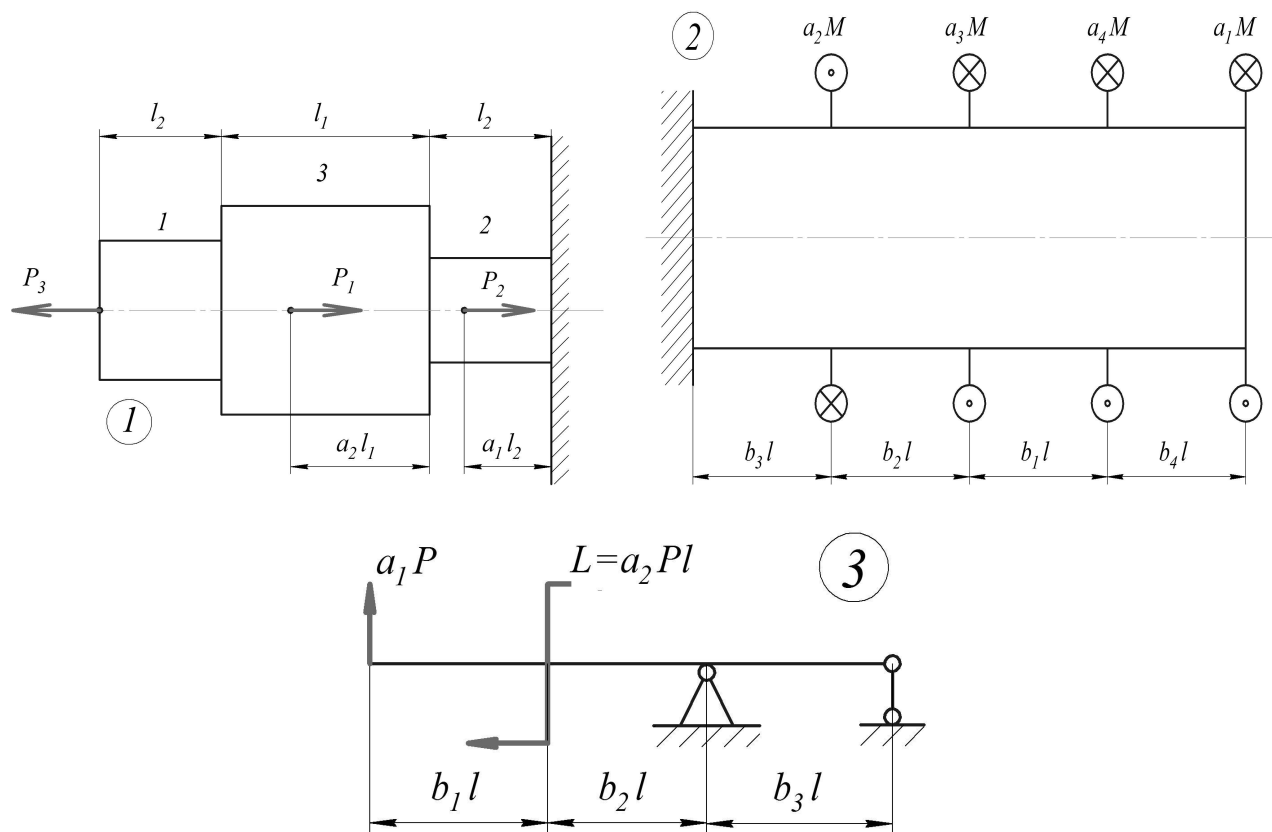 l₂ l₁ l₂
3
1
2
P₃ P₁ P₂
1
a₂l₁ a₁l₂
2
a₂M a₃M a₄M a₁M
b₃l b₂l b₁l b₄l
3
a₁P L=a₂Pl
b₁l b₂l b₃l